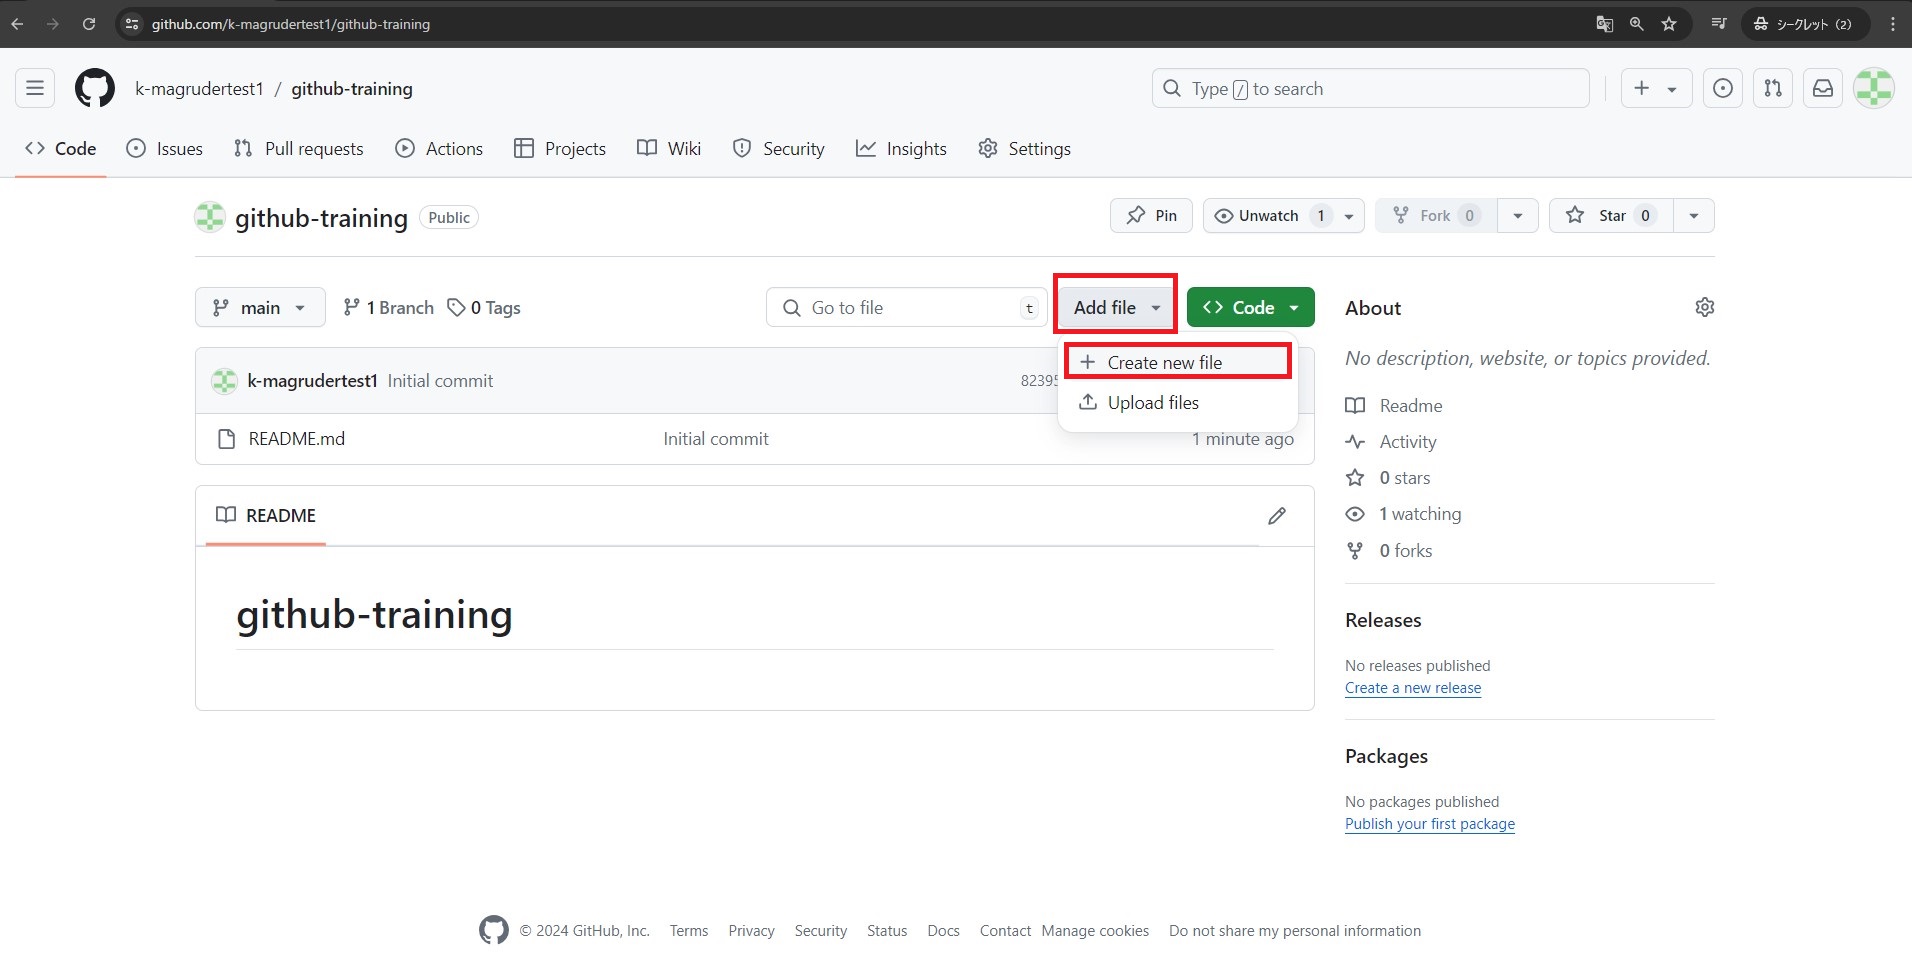 github.com/k-magrudertest1/github-training
シークレット (2)
k-magrudertest1 / github-training
Type / to search
Code Issues Pull requests Actions Projects Wiki Security Insights Settings
github-training Public
Pin Unwatch 1 Fork 0 Star 0
main 1 Branch 0 Tags
Go to file t
Add file Code
Create new file
Upload files
k-magrudertest1 Initial commit 8239
README.md Initial commit 1 minute ago
README
github-training
About
No description, website, or topics provided.
Readme
Activity
0 stars
1 watching
0 forks
Releases
No releases published
Create a new release
Packages
No packages published
Publish your first package
© 2024 GitHub, Inc. Terms Privacy Security Status Docs Contact Manage cookies Do not share my personal information